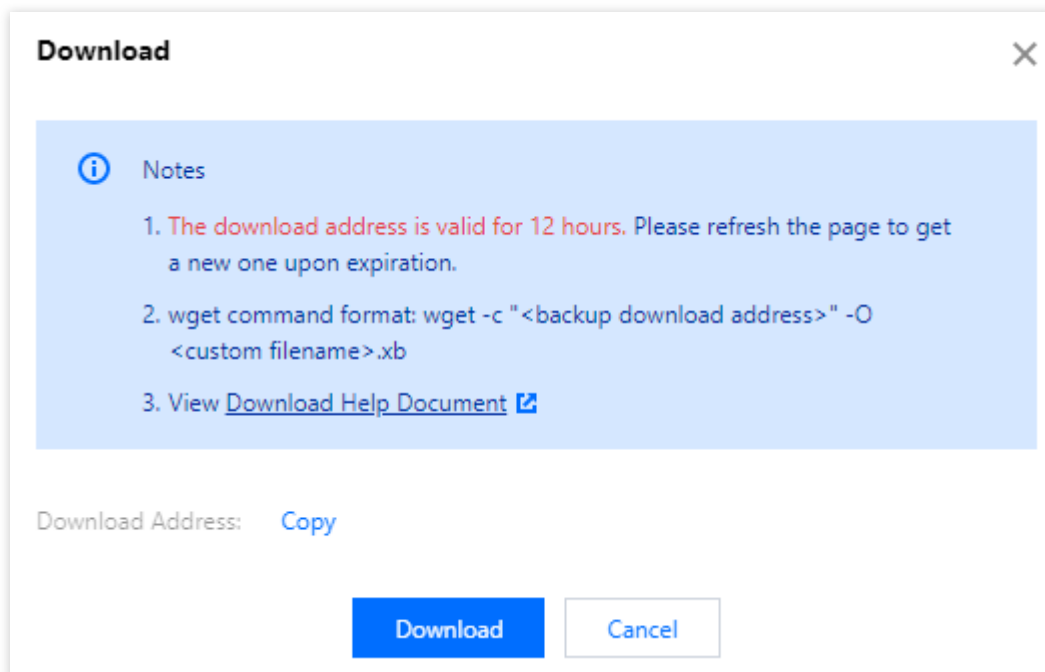 Download
Notes
1. The download address is valid for 12 hours. Please refresh the page to get
a new one upon expiration.
2. wget command format: wget -c "<backup download address>" -O
<custom filename>.xb
3. View Download Help Document
Download Address: Copy
Download Cancel